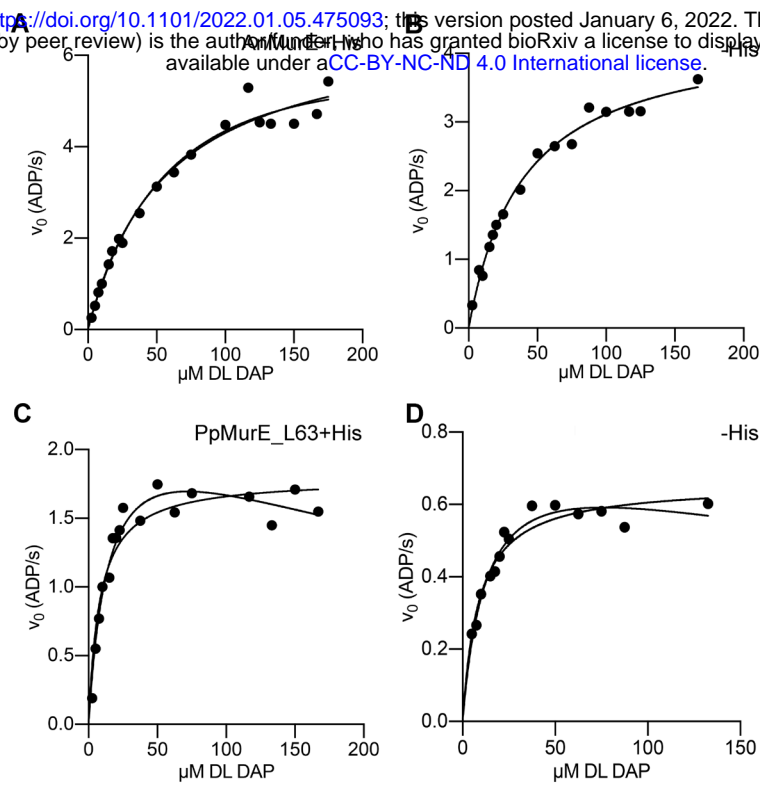 tps://doi.org/10.1101/2022.01.05.475093; this version posted January 6, 2022. T
by peer review) is the author/funder, who has granted bioRxiv a license to display
available under aCC-BY-NC-ND 4.0 International license.
A
AnMurE+His
6
4
2
0
0 50 100 150 200
v0 (ADP/s)
µM DL DAP
B
-His
4
3
2
1
0
0 50 100 150 200
v0 (ADP/s)
µM DL DAP
C
PpMurE_L63+His
2.0
1.5
1.0
0.5
0.0
0 50 100 150 200
v0 (ADP/s)
µM DL DAP
D
-His
0.8
0.6
0.4
0.2
0.0
0 50 100 150
v0 (ADP/s)
µM DL DAP